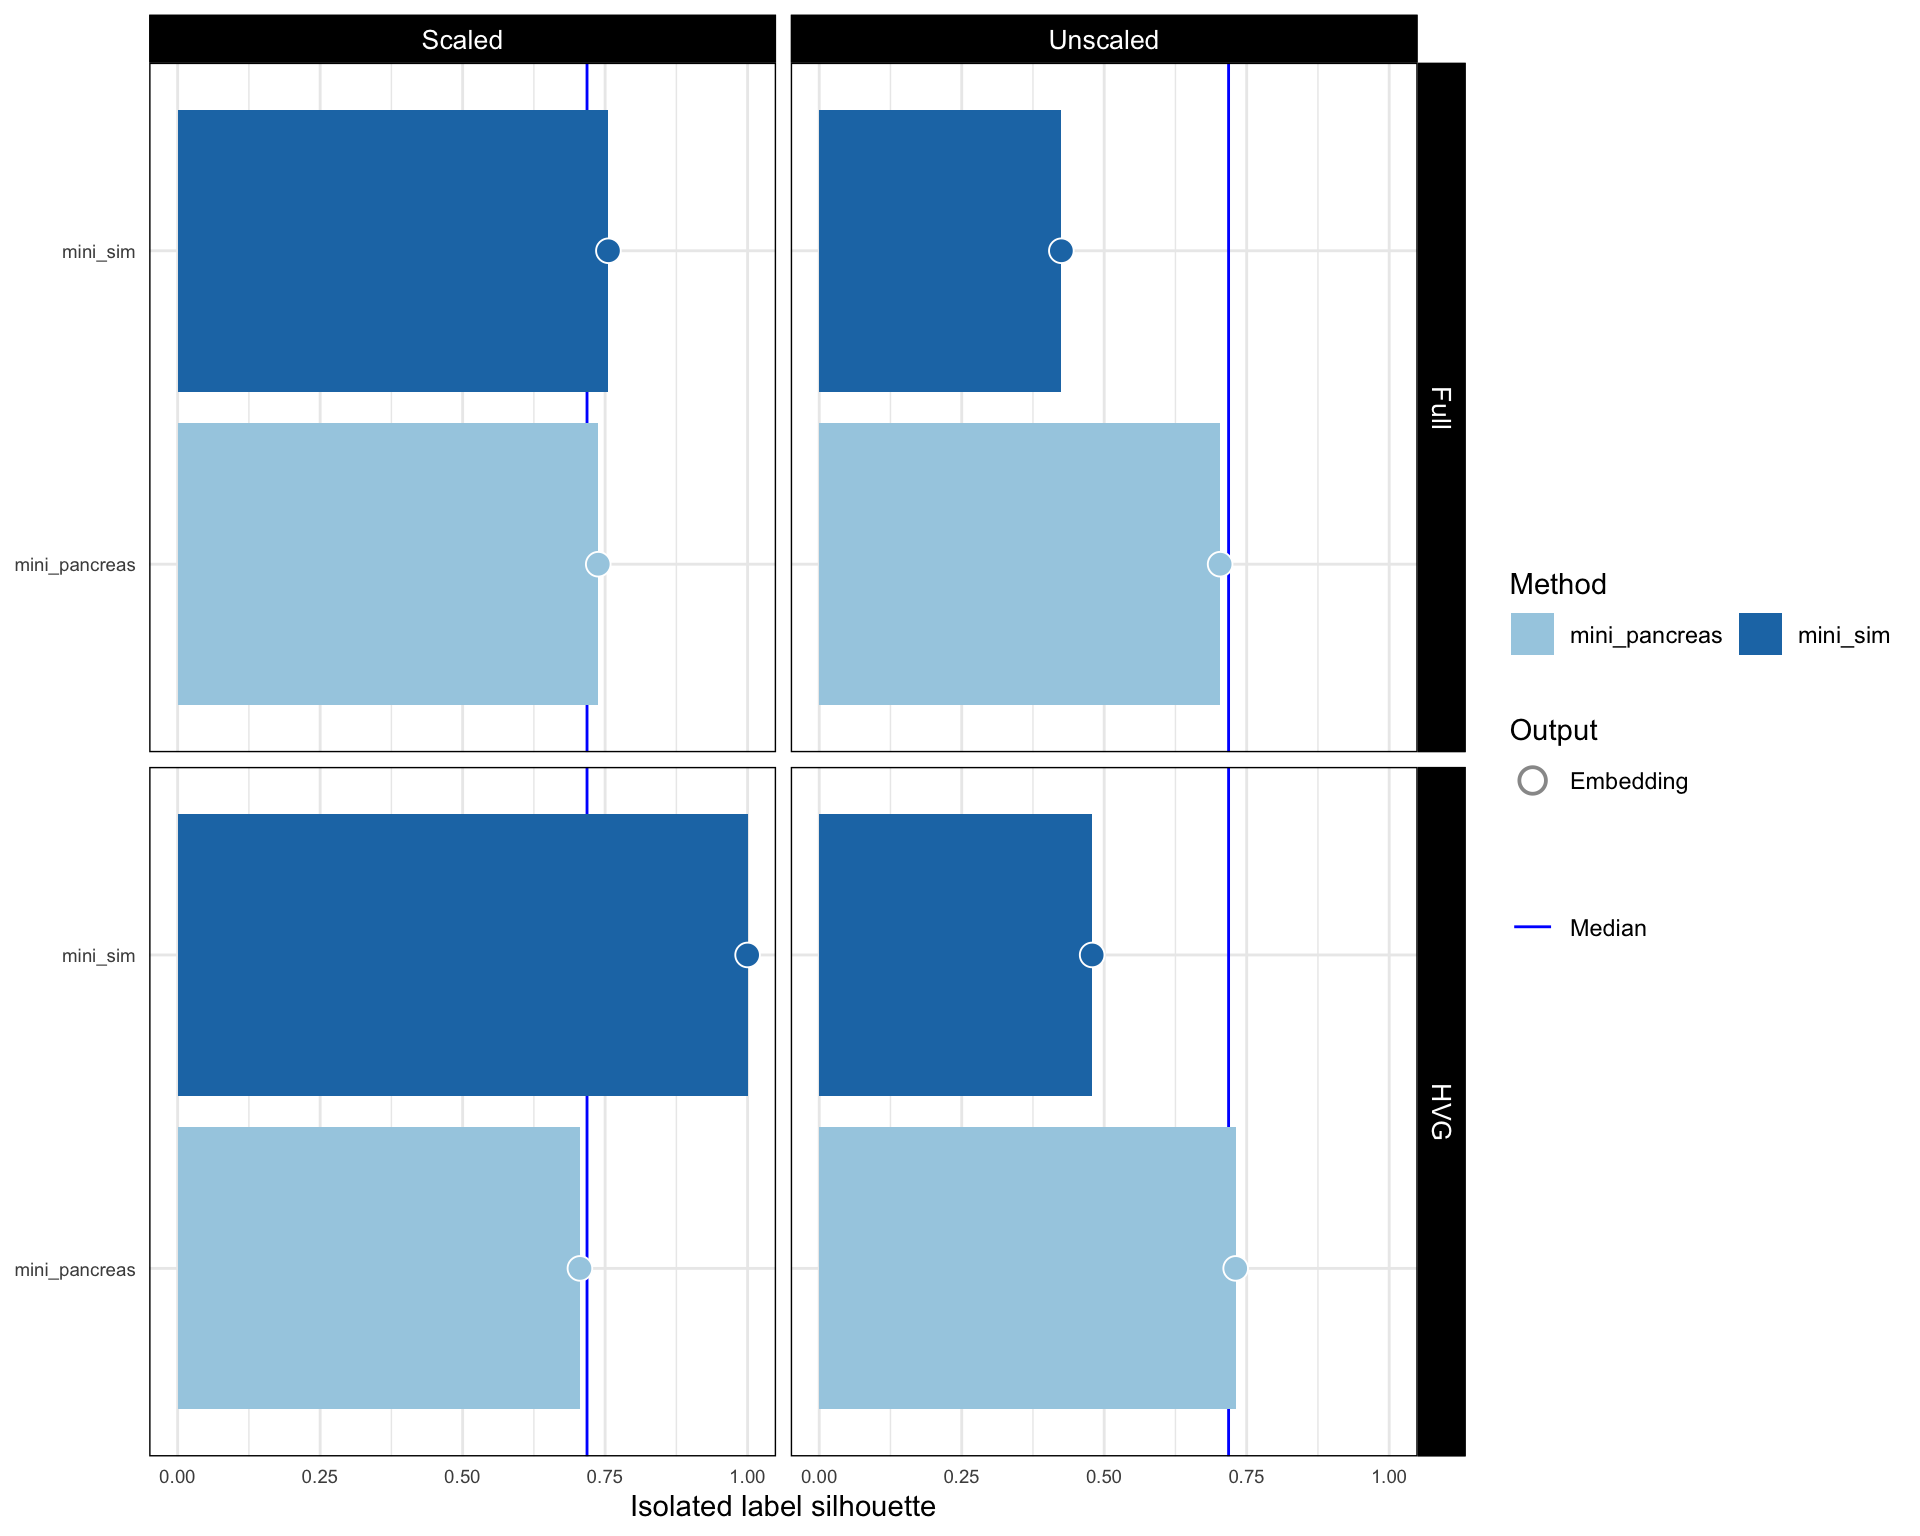 Scaled
Unscaled
mini_sim
mini_pancreas
Full
mini_sim
mini_pancreas
HVG
0.00 0.25 0.50 0.75 1.00
0.00 0.25 0.50 0.75 1.00
Isolated label silhouette
Method
mini_pancreas mini_sim
Output
Embedding
Median